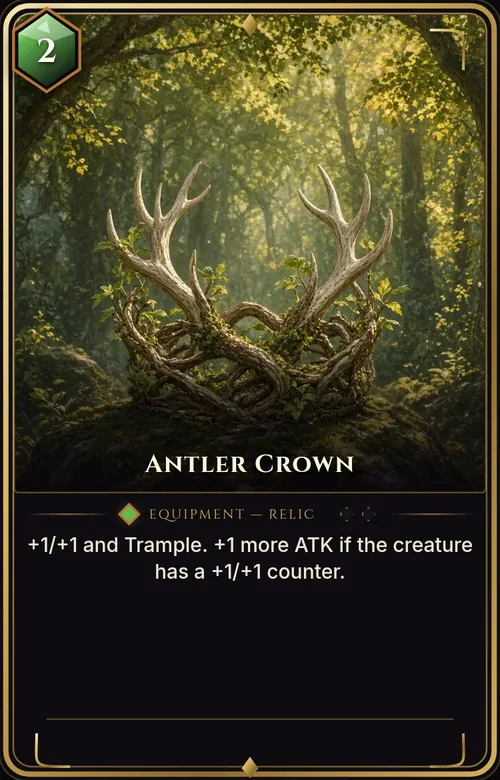 2
Antler Crown
EQUIPMENT — RELIC
+1/+1 and Trample. +1 more ATK if the creature
has a +1/+1 counter.